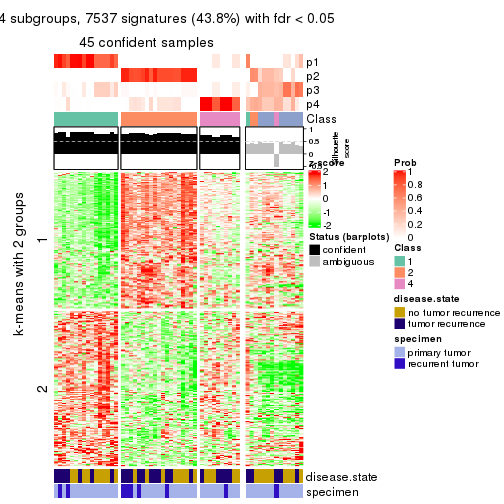 4 subgroups, 7537 signatures (43.8%) with fdr < 0.05
45 confident samples
p1
p2
p3
p4
Class
1
0.5
0
-0.5
silhouette
score
z-score
2
1
0
-1
-2
Status (barplots)
confident
ambiguous
Prob
1
0.8
0.6
0.4
0.2
0
Class
1
2
4
disease.state
no tumor recurrence
tumor recurrence
specimen
primary tumor
recurrent tumor
k-means with 2 groups
1
2
disease.state
specimen